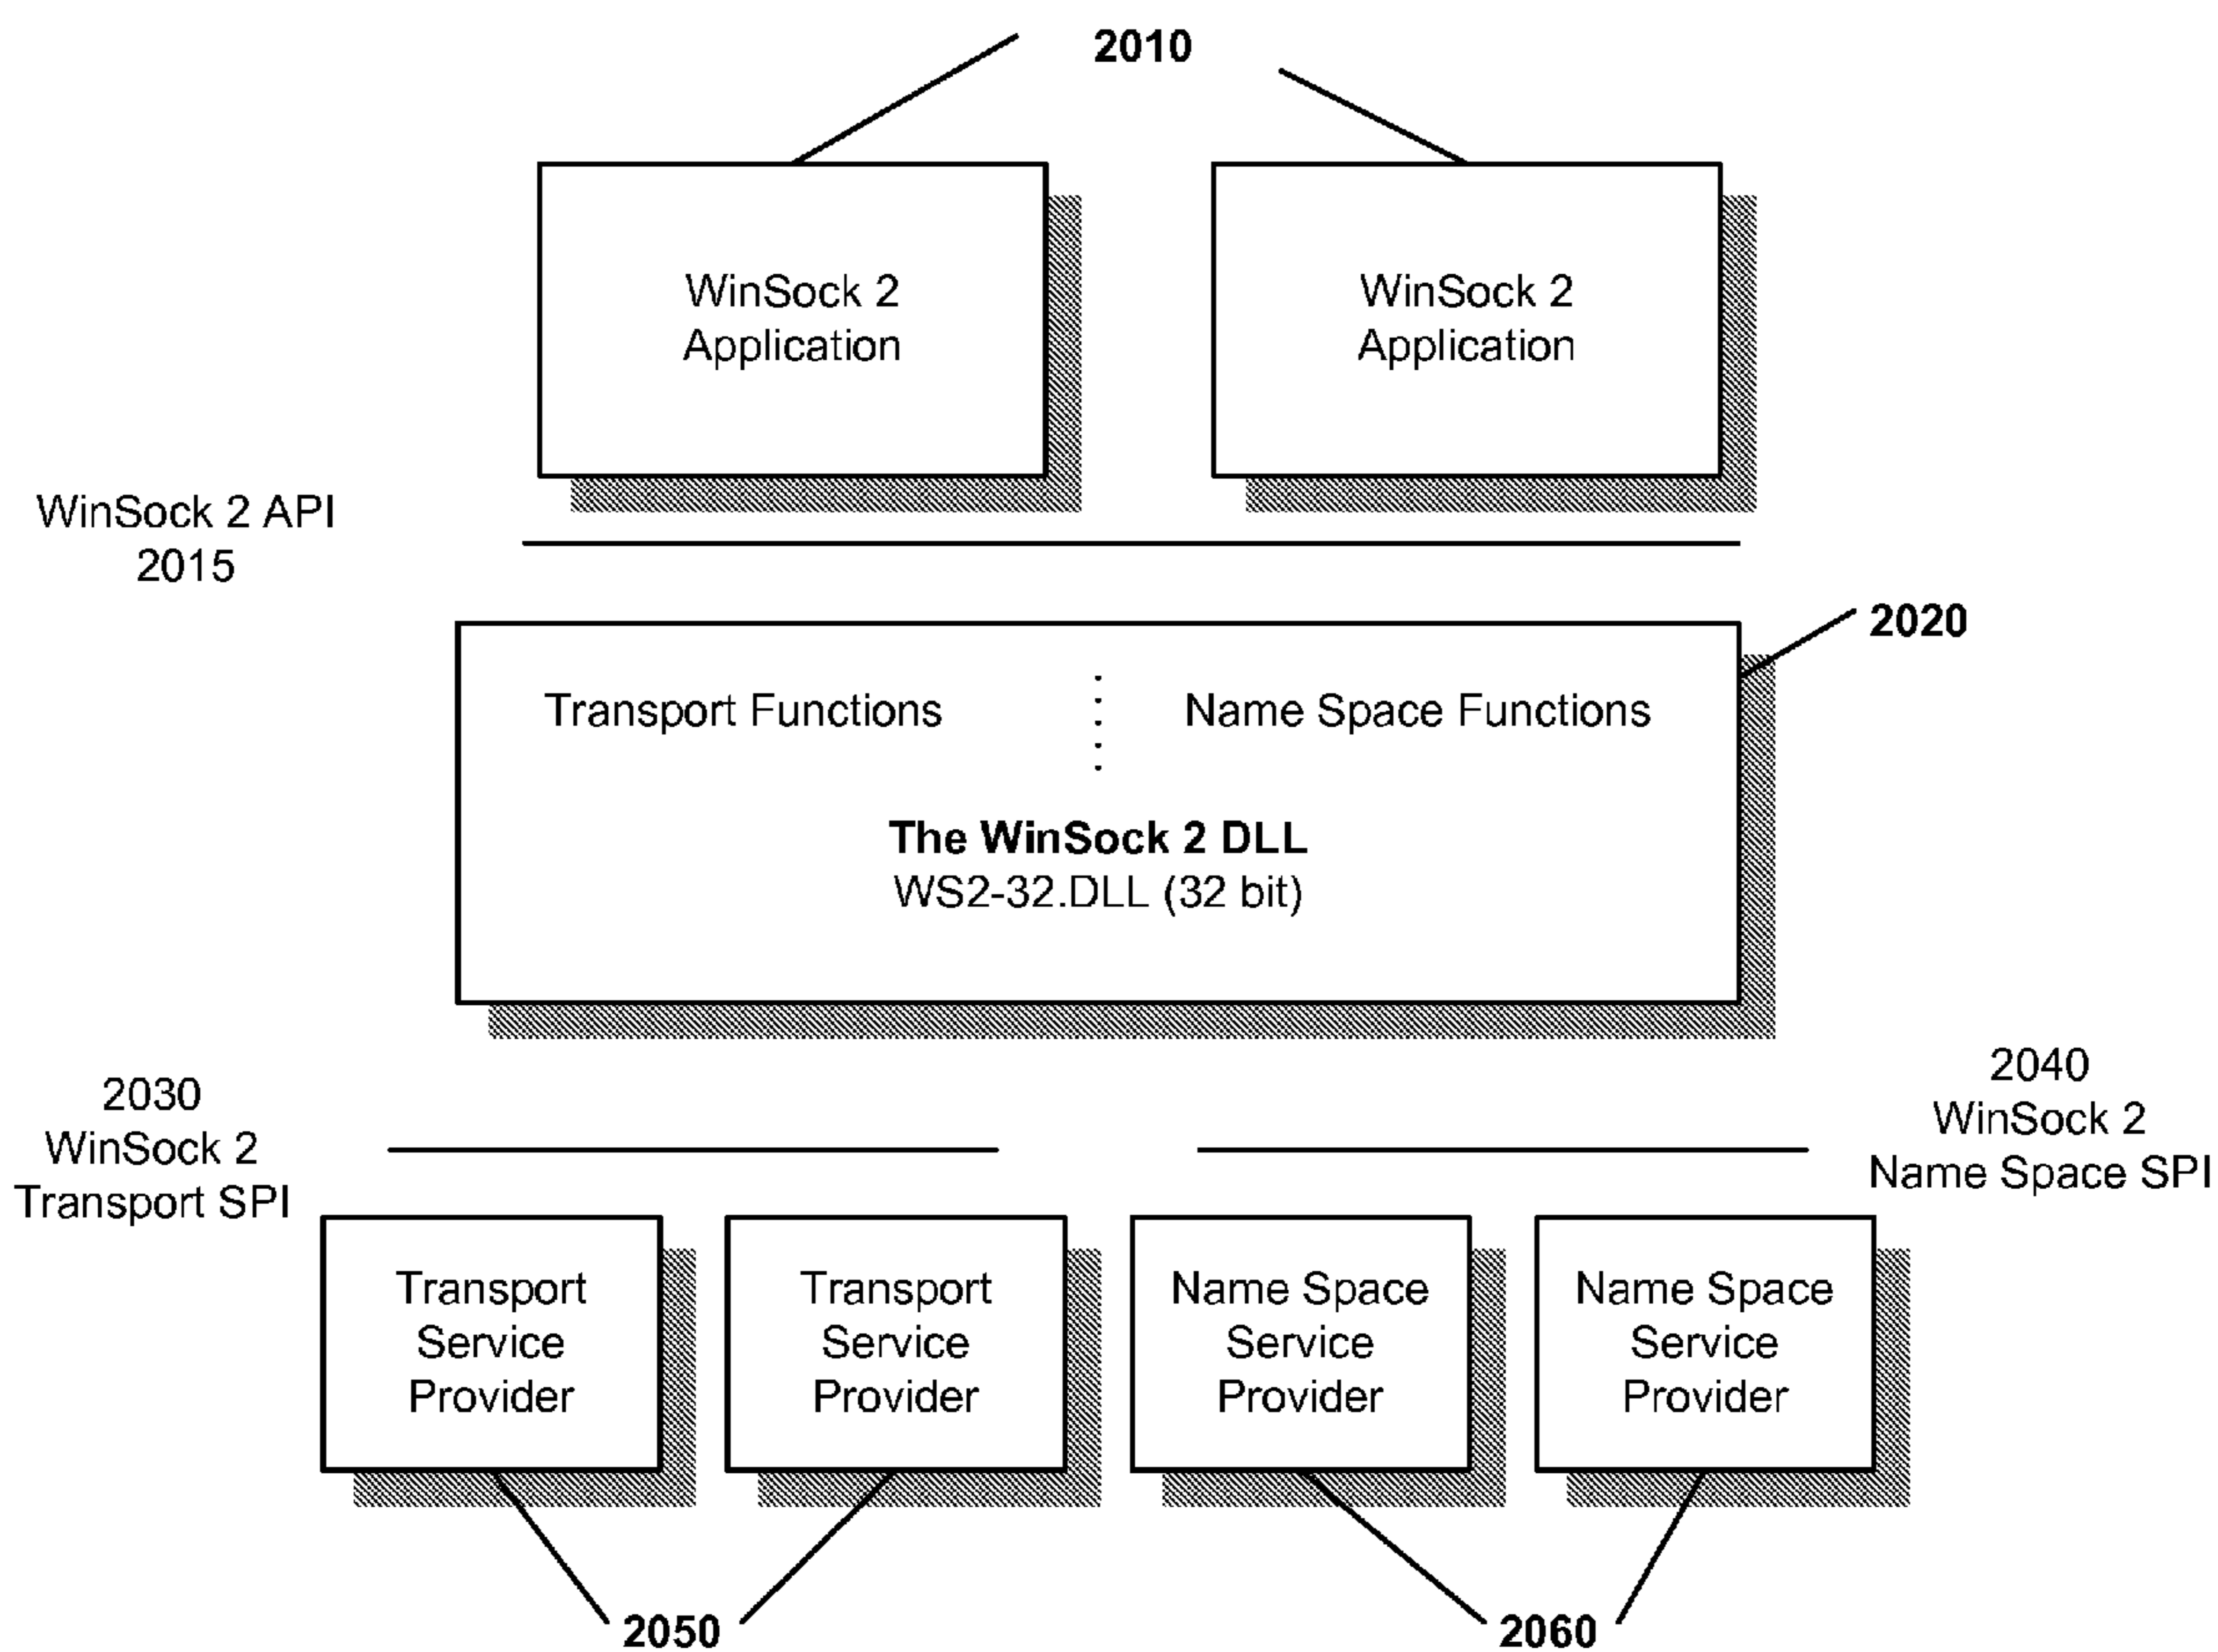 2010
WinSock 2
Application
WinSock 2
Application
WinSock 2 API
2015
2020
Transport Functions
Name Space Functions
The WinSock 2 DLL
WS2-32.DLL (32 bit)
2030
WinSock 2
Transport SPI
2040
WinSock 2
Name Space SPI
Transport
Service
Provider
Transport
Service
Provider
Name Space
Service
Provider
Name Space
Service
Provider
2050
2060